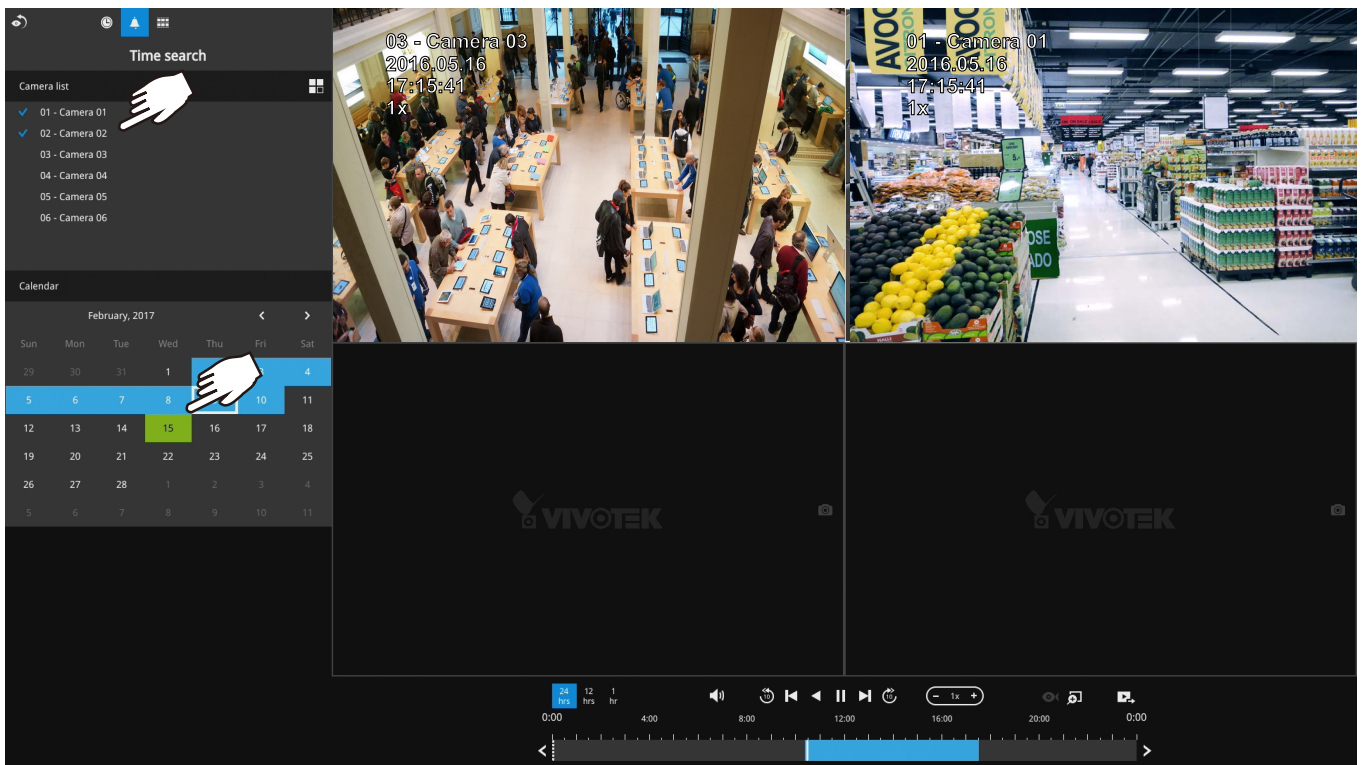 Time search
Camera list
01 - Camera 01
02 - Camera 02
03 - Camera 03
04 - Camera 04
05 - Camera 05
06 - Camera 06
Calendar
February, 2017
Sun Mon Tue Wed Thu Fri Sat
29 30 31 1 4
5 6 7 8 10 11
12 13 14 15 16 17 18
19 20 21 22 23 24 25
26 27 28 1 2 3 4
5 6 7 8 9 10 11
03 - Camera 03
2016.05.16
17:15:41
1x
01 - Camera 01
2016.05.16
17:15:41
1x
AVOC
VIVOTEK
VIVOTEK
24 hrs 12 hrs 1 hr
10 10 - 1x +
0:00 4:00 8:00 12:00 16:00 20:00 0:00